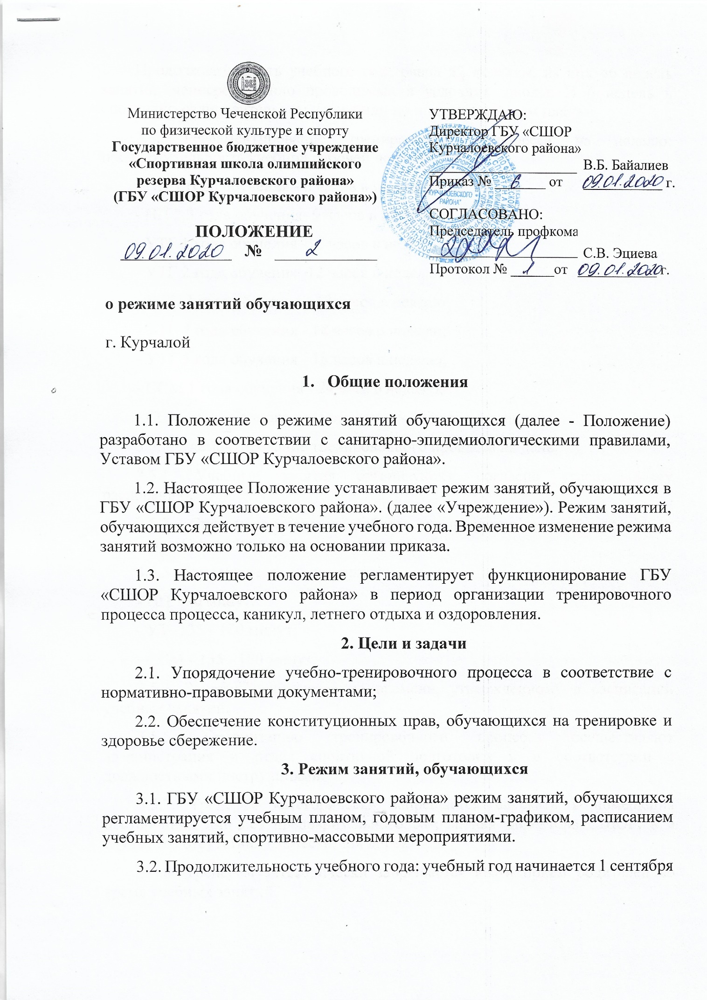 Министерство Чеченской Республики
по физической культуре и спорту
Государственное бюджетное учреждение
«Спортивная школа олимпийского
резерва Курчалоевского района»
(ГБУ «СШОР Курчалоевского района»)
ПОЛОЖЕНИЕ
09.01.2020 № 2
УТВЕРЖДАЮ:
Директор ГБУ «СШОР
Курчалоевского района»
В.Б. Байалиев
Приказ № 6 от 09.01.2020 г.
КУРЧАЛОЕВСКОГО
РАЙОНА"
СОГЛАСОВАНО:
Председатель профкома
С.В. Эциева
Протокол № 1 от 09.01.2020 г.
о режиме занятий обучающихся
г. Курчалой
1. Общие положения
1.1. Положение о режиме занятий обучающихся (далее - Положение)
разработано в соответствии с санитарно-эпидемиологическими правилами,
Уставом ГБУ «СШОР Курчалоевского района».
1.2. Настоящее Положение устанавливает режим занятий, обучающихся в
ГБУ «СШОР Курчалоевского района». (далее «Учреждение»). Режим занятий,
обучающихся действует в течение учебного года. Временное изменение режима
занятий возможно только на основании приказа.
1.3. Настоящее положение регламентирует функционирование ГБУ
«СШОР Курчалоевского района» в период организации тренировочного
процесса процесса, каникул, летнего отдыха и оздоровления.
2. Цели и задачи
2.1. Упорядочение учебно-тренировочного процесса в соответствие с
нормативно-правовыми документами;
2.2. Обеспечение конституционных прав, обучающихся на тренировке и
здоровье сбережение.
3. Режим занятий, обучающихся
3.1. ГБУ «СШОР Курчалоевского района» режим занятий, обучающихся
регламентируется учебным планом, годовым планом-графиком, расписанием
учебных занятий, спортивно-массовыми мероприятиями.
3.2. Продолжительность учебного года: учебный год начинается 1 сентября